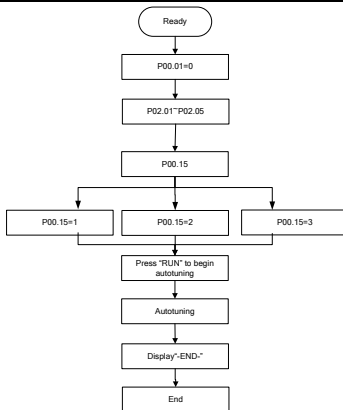 Ready
P00.01=0
P02.01~P02.05
P00.15
P00.15=1
P00.15=2
P00.15=3
Press “RUN” to begin
autotuning
Autotuning
Display“-END-”
End